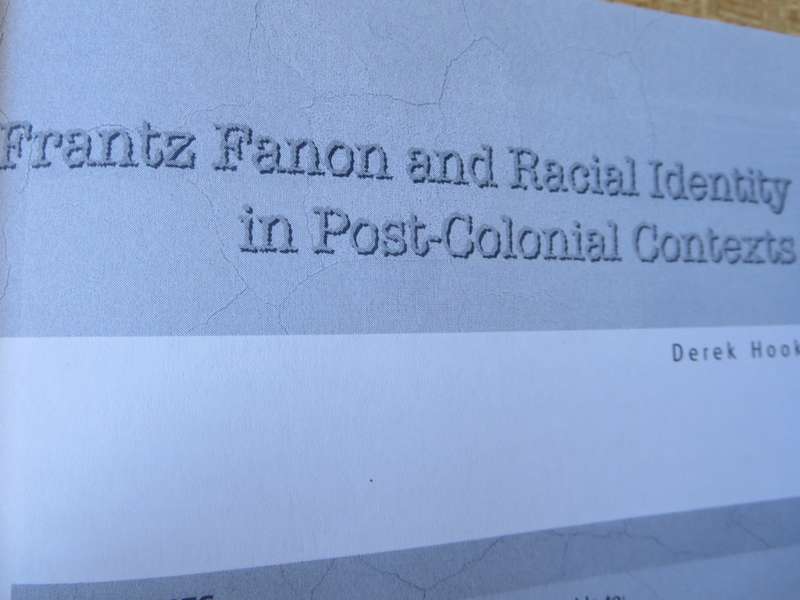 Frantz Fanon and Racial Identity
in Post-Colonial Contexts
Derek Hook